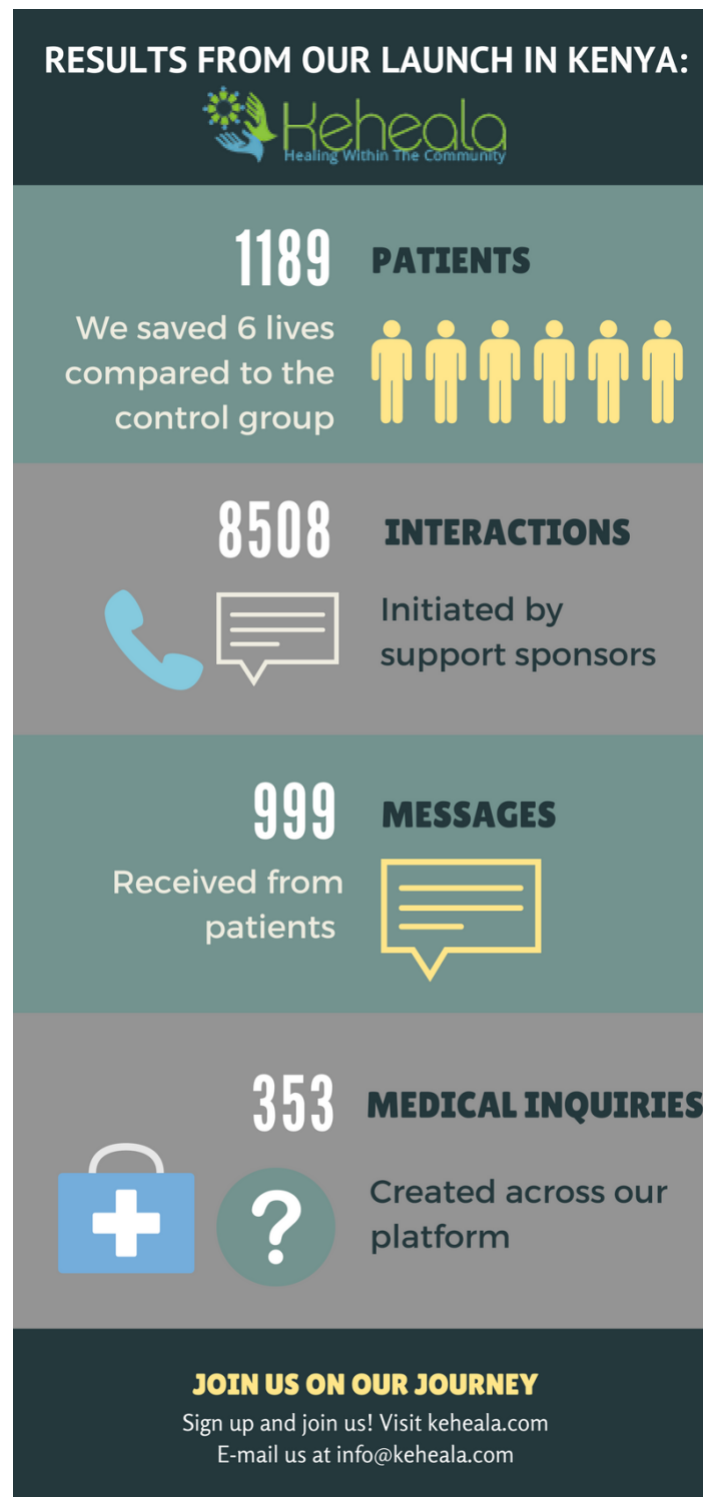 RESULTS FROM OUR LAUNCH IN KENYA:
Keheala
Healing Within The Community
1189 PATIENTS
We saved 6 lives
compared to the
control group
8508 INTERACTIONS
Initiated by
support sponsors
999 MESSAGES
Received from
patients
353 MEDICAL INQUIRIES
Created across our
platform
?
JOIN US ON OUR JOURNEY
Sign up and join us! Visit keheala.com
E-mail us at info@keheala.com